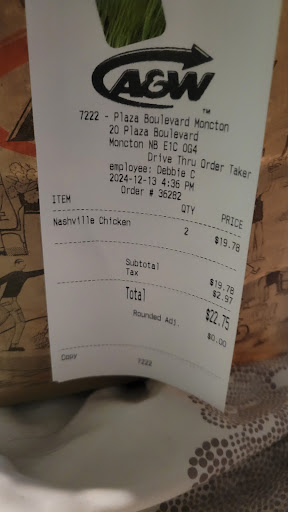 A&W
TM
7222 - Plaza Boulevard Moncton
20 Plaza Boulevard
Moncton NB E1C 0G4
Drive Thru Order Taker
employee: Debbie C
2024-12-13 4:36 PM
Order # 36262
ITEM QTY PRICE
Nashville Chicken 2 $19.78
Subtotal $19.78
Tax $2.97
Total $22.75
Rounded Adj. $0.00
Copy 7222